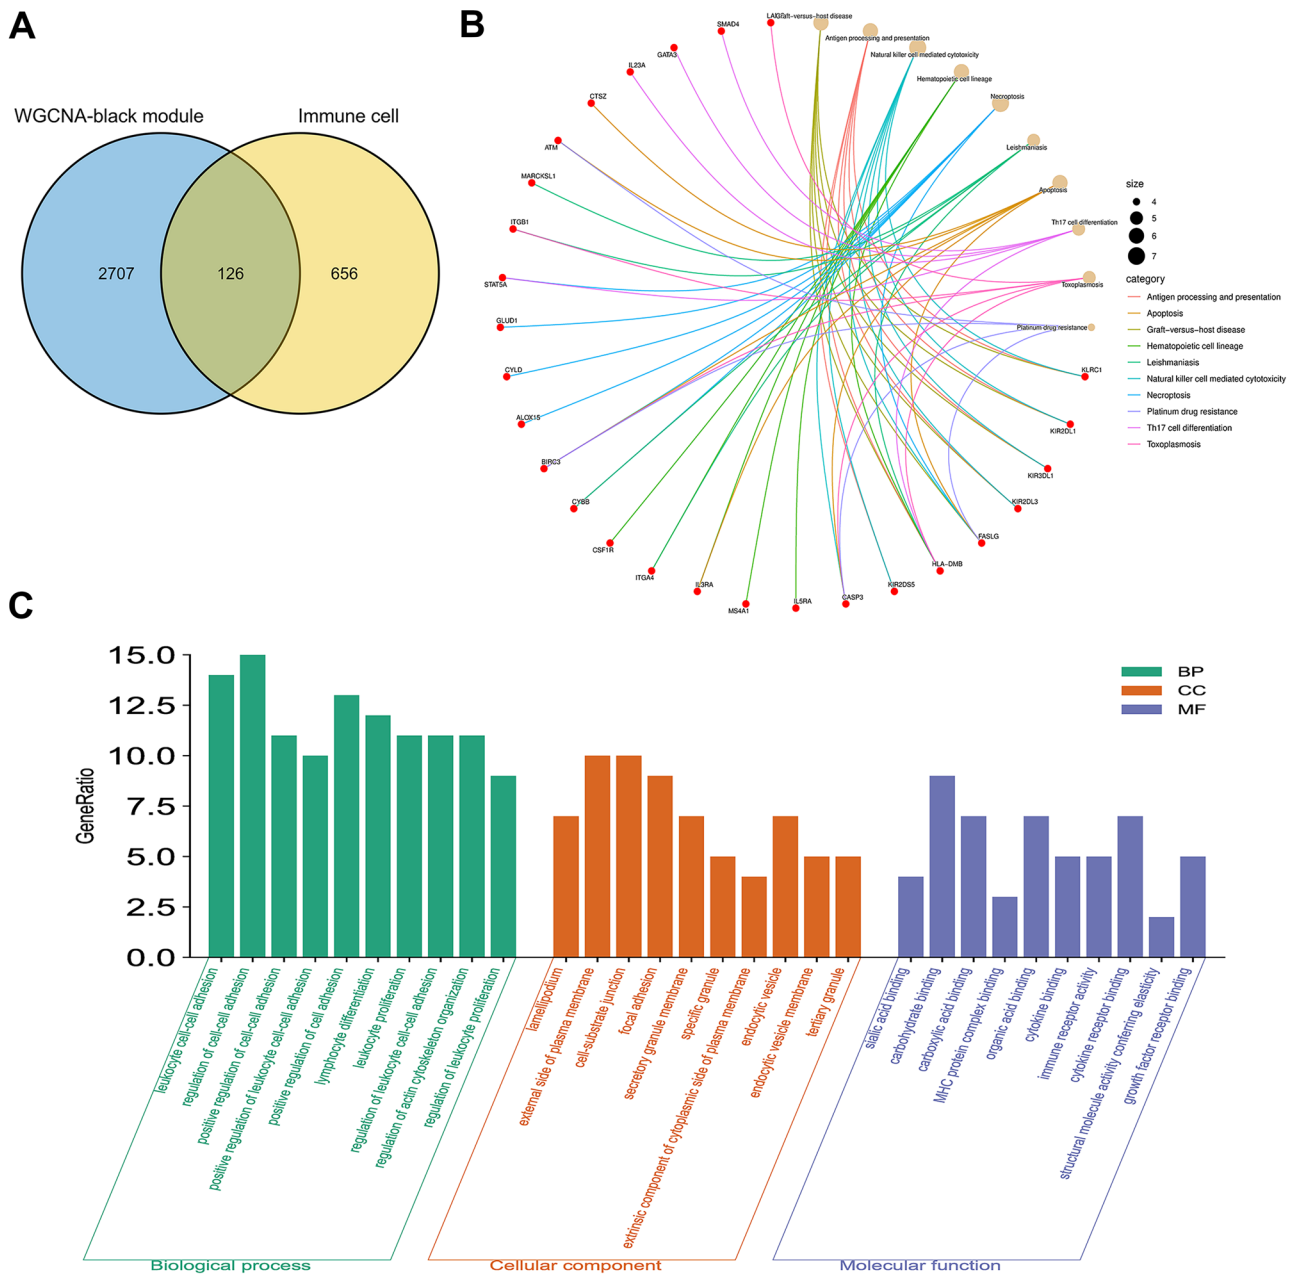 A
WGCNA-black module
Immune cell
2707
126
656
B
Graft-versus-host disease
Antigen processing and presentation
Natural killer cell mediated cytotoxicity
Hematopoietic cell lineage
Necroptosis
Leishmaniasis
Apoptosis
Th17 cell differentiation
Toxoplasmosis
Platinum drug resistance
KLRC1
KIR2DL1
KIR3DL1
KIR2DL3
FASLG
HLA-DMB
KIR2DS5
CASP3
IL5RA
MS4A1
IL3RA
ITGA4
CSF1R
CYBB
BIRC3
ALOX15
CYLD
GLUD1
STAT5A
ITGB1
MARCKSL1
ATM
CTSZ
IL23A
GATA3
SMAD4
size
4
5
6
7
category
Antigen processing and presentation
Apoptosis
Graft-versus-host disease
Hematopoietic cell lineage
Leishmaniasis
Natural killer cell mediated cytotoxicity
Necroptosis
Platinum drug resistance
Th17 cell differentiation
Toxoplasmosis
C
GeneRatio
15.0
12.5
10.0
7.5
5.0
2.5
0.0
BP
CC
MF
leukocyte cell-cell adhesion
regulation of cell-cell adhesion
positive regulation of cell-cell adhesion
positive regulation of leukocyte cell-cell adhesion
positive regulation of cell adhesion
lymphocyte differentiation
leukocyte proliferation
regulation of leukocyte cell-cell adhesion
regulation of actin cytoskeleton organization
regulation of leukocyte proliferation
lamellipodium
external side of plasma membrane
cell-substrate junction
focal adhesion
secretory granule membrane
specific granule
extrinsic component of cytoplasmic side of plasma membrane
endocytic vesicle
endocytic vesicle membrane
tertiary granule
sialic acid binding
carbohydrate binding
carboxylic acid binding
MHC protein complex binding
organic acid binding
cytokine binding
immune receptor activity
cytokine receptor binding
structural molecule activity conferring elasticity
growth factor receptor binding
Biological process
Cellular component
Molecular function